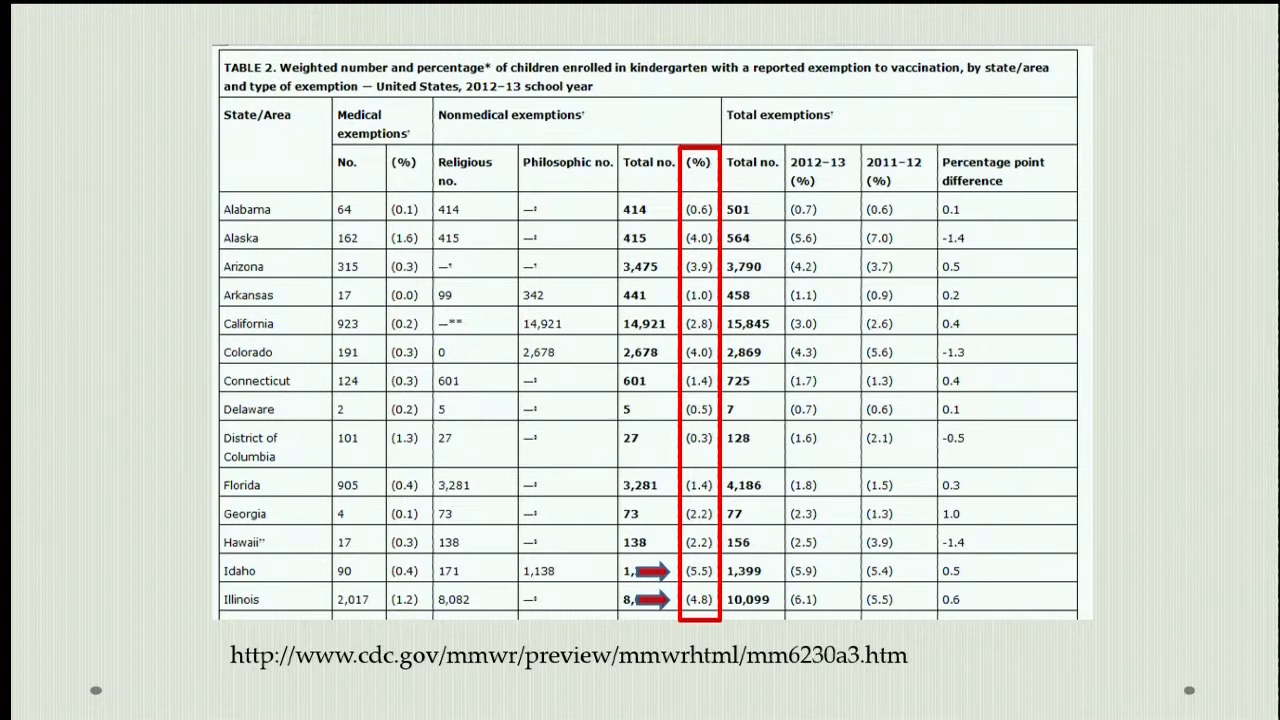 TABLE 2. Weighted number and percentage* of children enrolled in kindergarten with a reported exemption to vaccination, by state/area
and type of exemption — United States, 2012–13 school year
State/Area Medical exemptions† Nonmedical exemptions† Total exemptions†
No. (%) Religious no. Philosophic no. Total no. (%) Total no. 2012–13 (%) 2011–12 (%) Percentage point difference
Alabama 64 (0.1) 414 —§ 414 (0.6) 501 (0.7) (0.6) 0.1
Alaska 162 (1.6) 415 —§ 415 (4.0) 564 (5.6) (7.0) -1.4
Arizona 315 (0.3) —¶ —¶ 3,475 (3.9) 3,790 (4.2) (3.7) 0.5
Arkansas 17 (0.0) 99 342 441 (1.0) 458 (1.1) (0.9) 0.2
California 923 (0.2) —** 14,921 14,921 (2.8) 15,845 (3.0) (2.6) 0.4
Colorado 191 (0.3) 0 2,678 2,678 (4.0) 2,869 (4.3) (5.6) -1.3
Connecticut 124 (0.3) 601 —§ 601 (1.4) 725 (1.7) (1.3) 0.4
Delaware 2 (0.2) 5 —§ 5 (0.5) 7 (0.7) (0.6) 0.1
District of Columbia 101 (1.3) 27 —§ 27 (0.3) 128 (1.6) (2.1) -0.5
Florida 905 (0.4) 3,281 —§ 3,281 (1.4) 4,186 (1.8) (1.5) 0.3
Georgia 4 (0.1) 73 —§ 73 (2.2) 77 (2.3) (1.3) 1.0
Hawaii†† 17 (0.3) 138 —§ 138 (2.2) 156 (2.5) (3.9) -1.4
Idaho 90 (0.4) 171 1,138 1, (5.5) 1,399 (5.9) (5.4) 0.5
Illinois 2,017 (1.2) 8,082 —§ 8, (4.8) 10,099 (6.1) (5.5) 0.6
http://www.cdc.gov/mmwr/preview/mmwrhtml/mm6230a3.htm